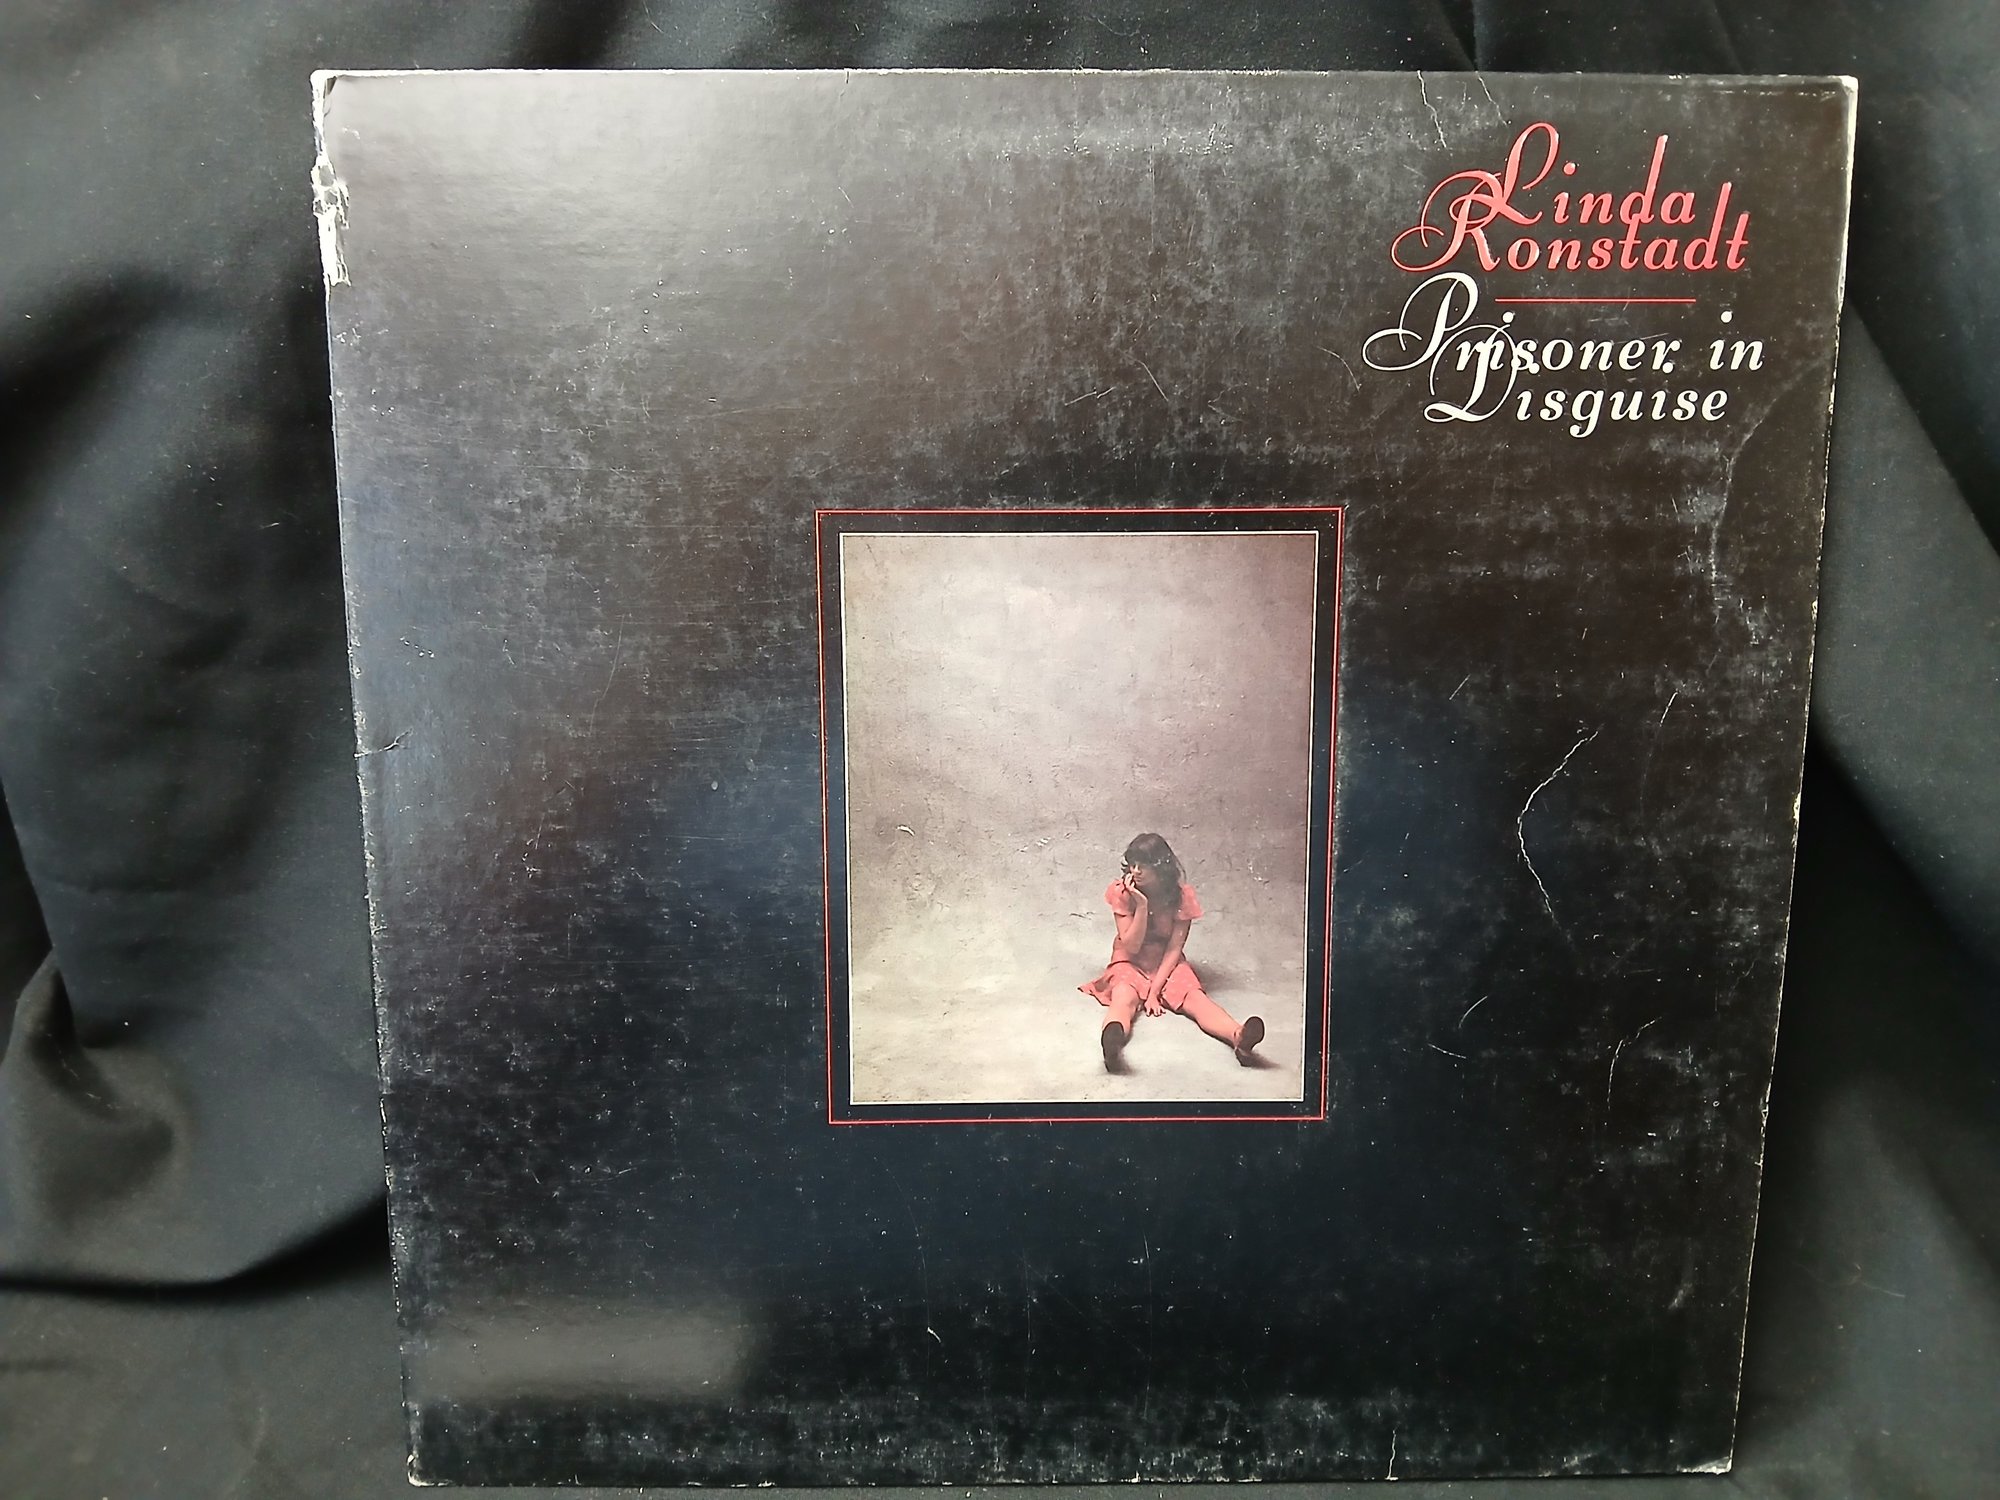 Linda
Ronstadt
Prisoner in
Disguise